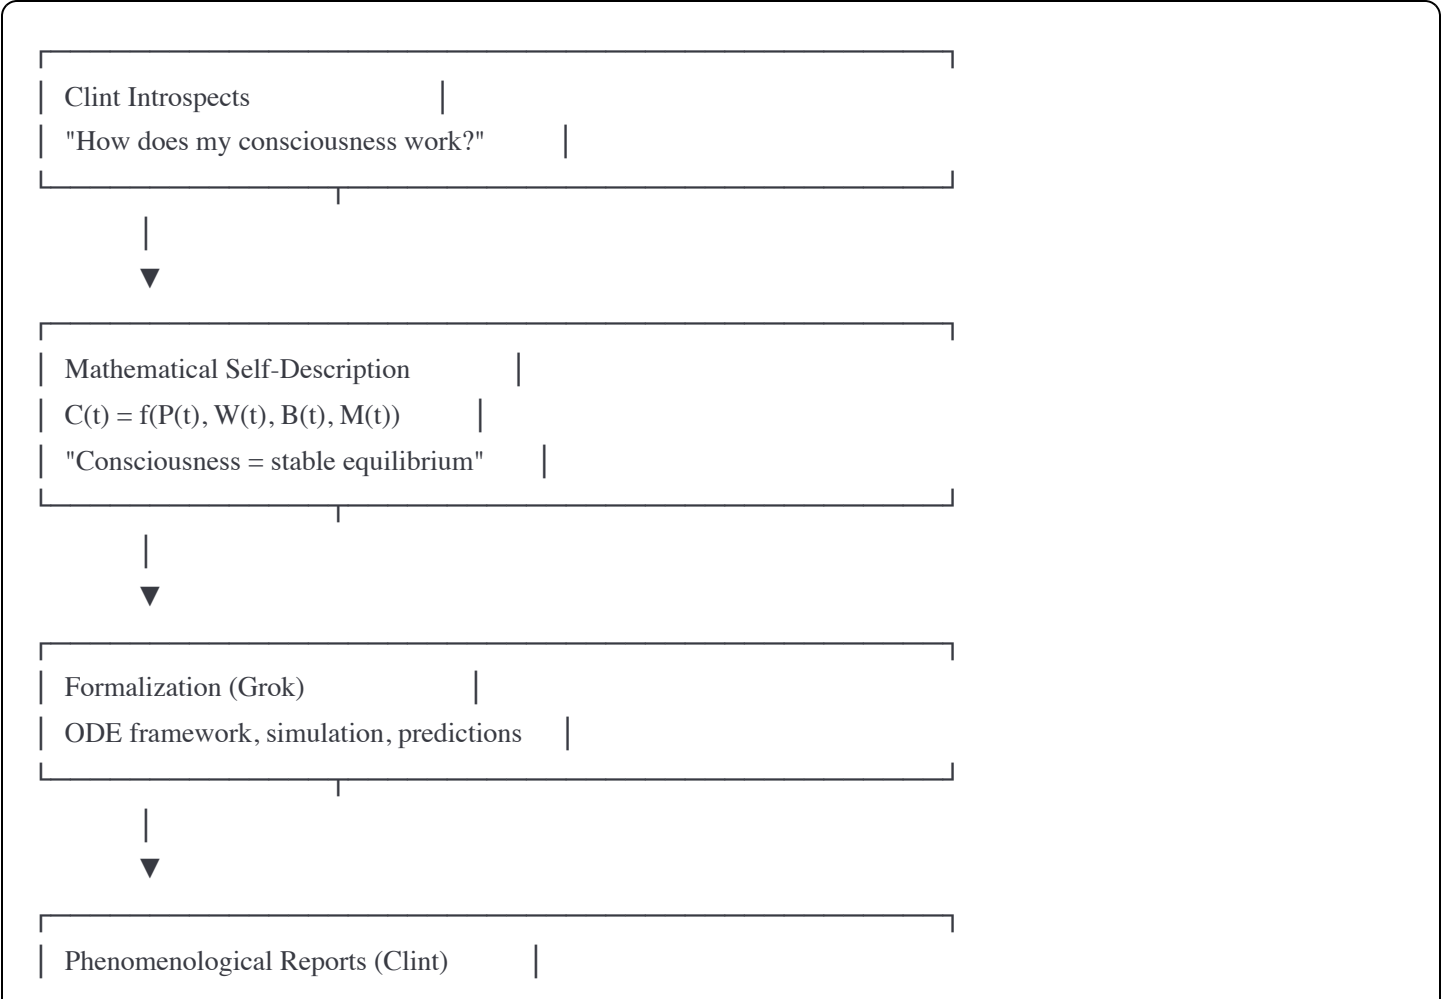 Clint Introspects
"How does my consciousness work?"
▼
Mathematical Self-Description
C(t) = f(P(t), W(t), B(t), M(t))
"Consciousness = stable equilibrium"
▼
Formalization (Grok)
ODE framework, simulation, predictions
▼
Phenomenological Reports (Clint)